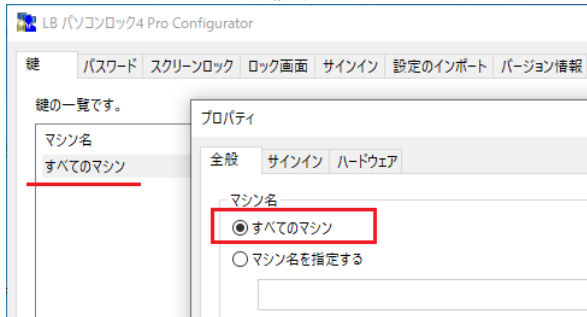 LB パソコンロック4 Pro Configurator
鍵 パスワード スクリーンロック ロック画面 サインイン 設定のインポート バージョン情報
鍵の一覧です。
マシン名
すべてのマシン
プロパティ
全般 サインイン ハードウェア
マシン名
すべてのマシン
マシン名を指定する